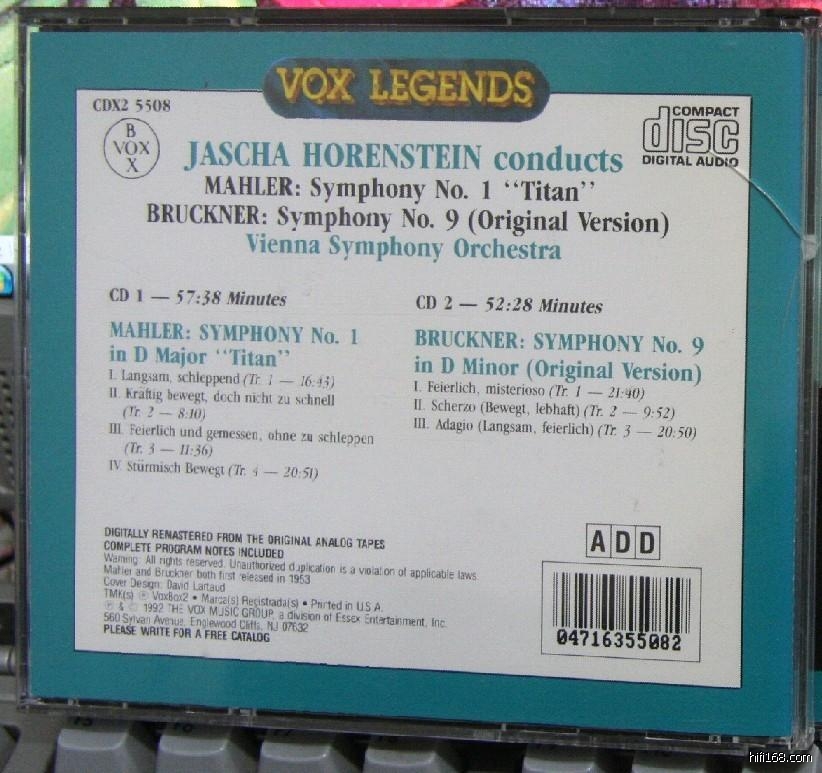 VOX LEGENDS
CDX2 5508
B
VOX
X
COMPACT
disc
DIGITAL AUDIO
JASCHA HORENSTEIN conducts
MAHLER: Symphony No. 1 “Titan”
BRUCKNER: Symphony No. 9 (Original Version)
Vienna Symphony Orchestra
CD 1 — 57:38 Minutes
MAHLER: SYMPHONY No. 1
in D Major “Titan”
I. Langsam, schleppend (Tr. 1 — 16:43)
II. Kräftig bewegt, doch nicht zu schnell
(Tr. 2 — 8:10)
III. Feierlich und gemessen, ohne zu schleppen
(Tr. 3 — 11:36)
IV. Stürmisch Bewegt (Tr. 4 — 20:51)
CD 2 — 52:28 Minutes
BRUCKNER: SYMPHONY No. 9
in D Minor (Original Version)
I. Feierlich, misterioso (Tr. 1 — 21:40)
II. Scherzo (Bewegt, lebhaft) (Tr. 2 — 9:52)
III. Adagio (Langsam, feierlich) (Tr. 3 — 20:50)
DIGITALLY REMASTERED FROM THE ORIGINAL ANALOG TAPES
COMPLETE PROGRAM NOTES INCLUDED
Warning: All rights reserved. Unauthorized duplication is a violation of applicable laws.
Mahler and Bruckner both first released in 1953
Cover Design: David Lartaud
TMK(s) ® VoxBox2 • Marca(s) Registrada(s) • Printed in U.S.A.
℗ & © 1992 THE VOX MUSIC GROUP, a division of Essex Entertainment, Inc.
560 Sylvan Avenue, Englewood Cliffs, NJ 07632
PLEASE WRITE FOR A FREE CATALOG
ADD
04716355082
hifi168.com